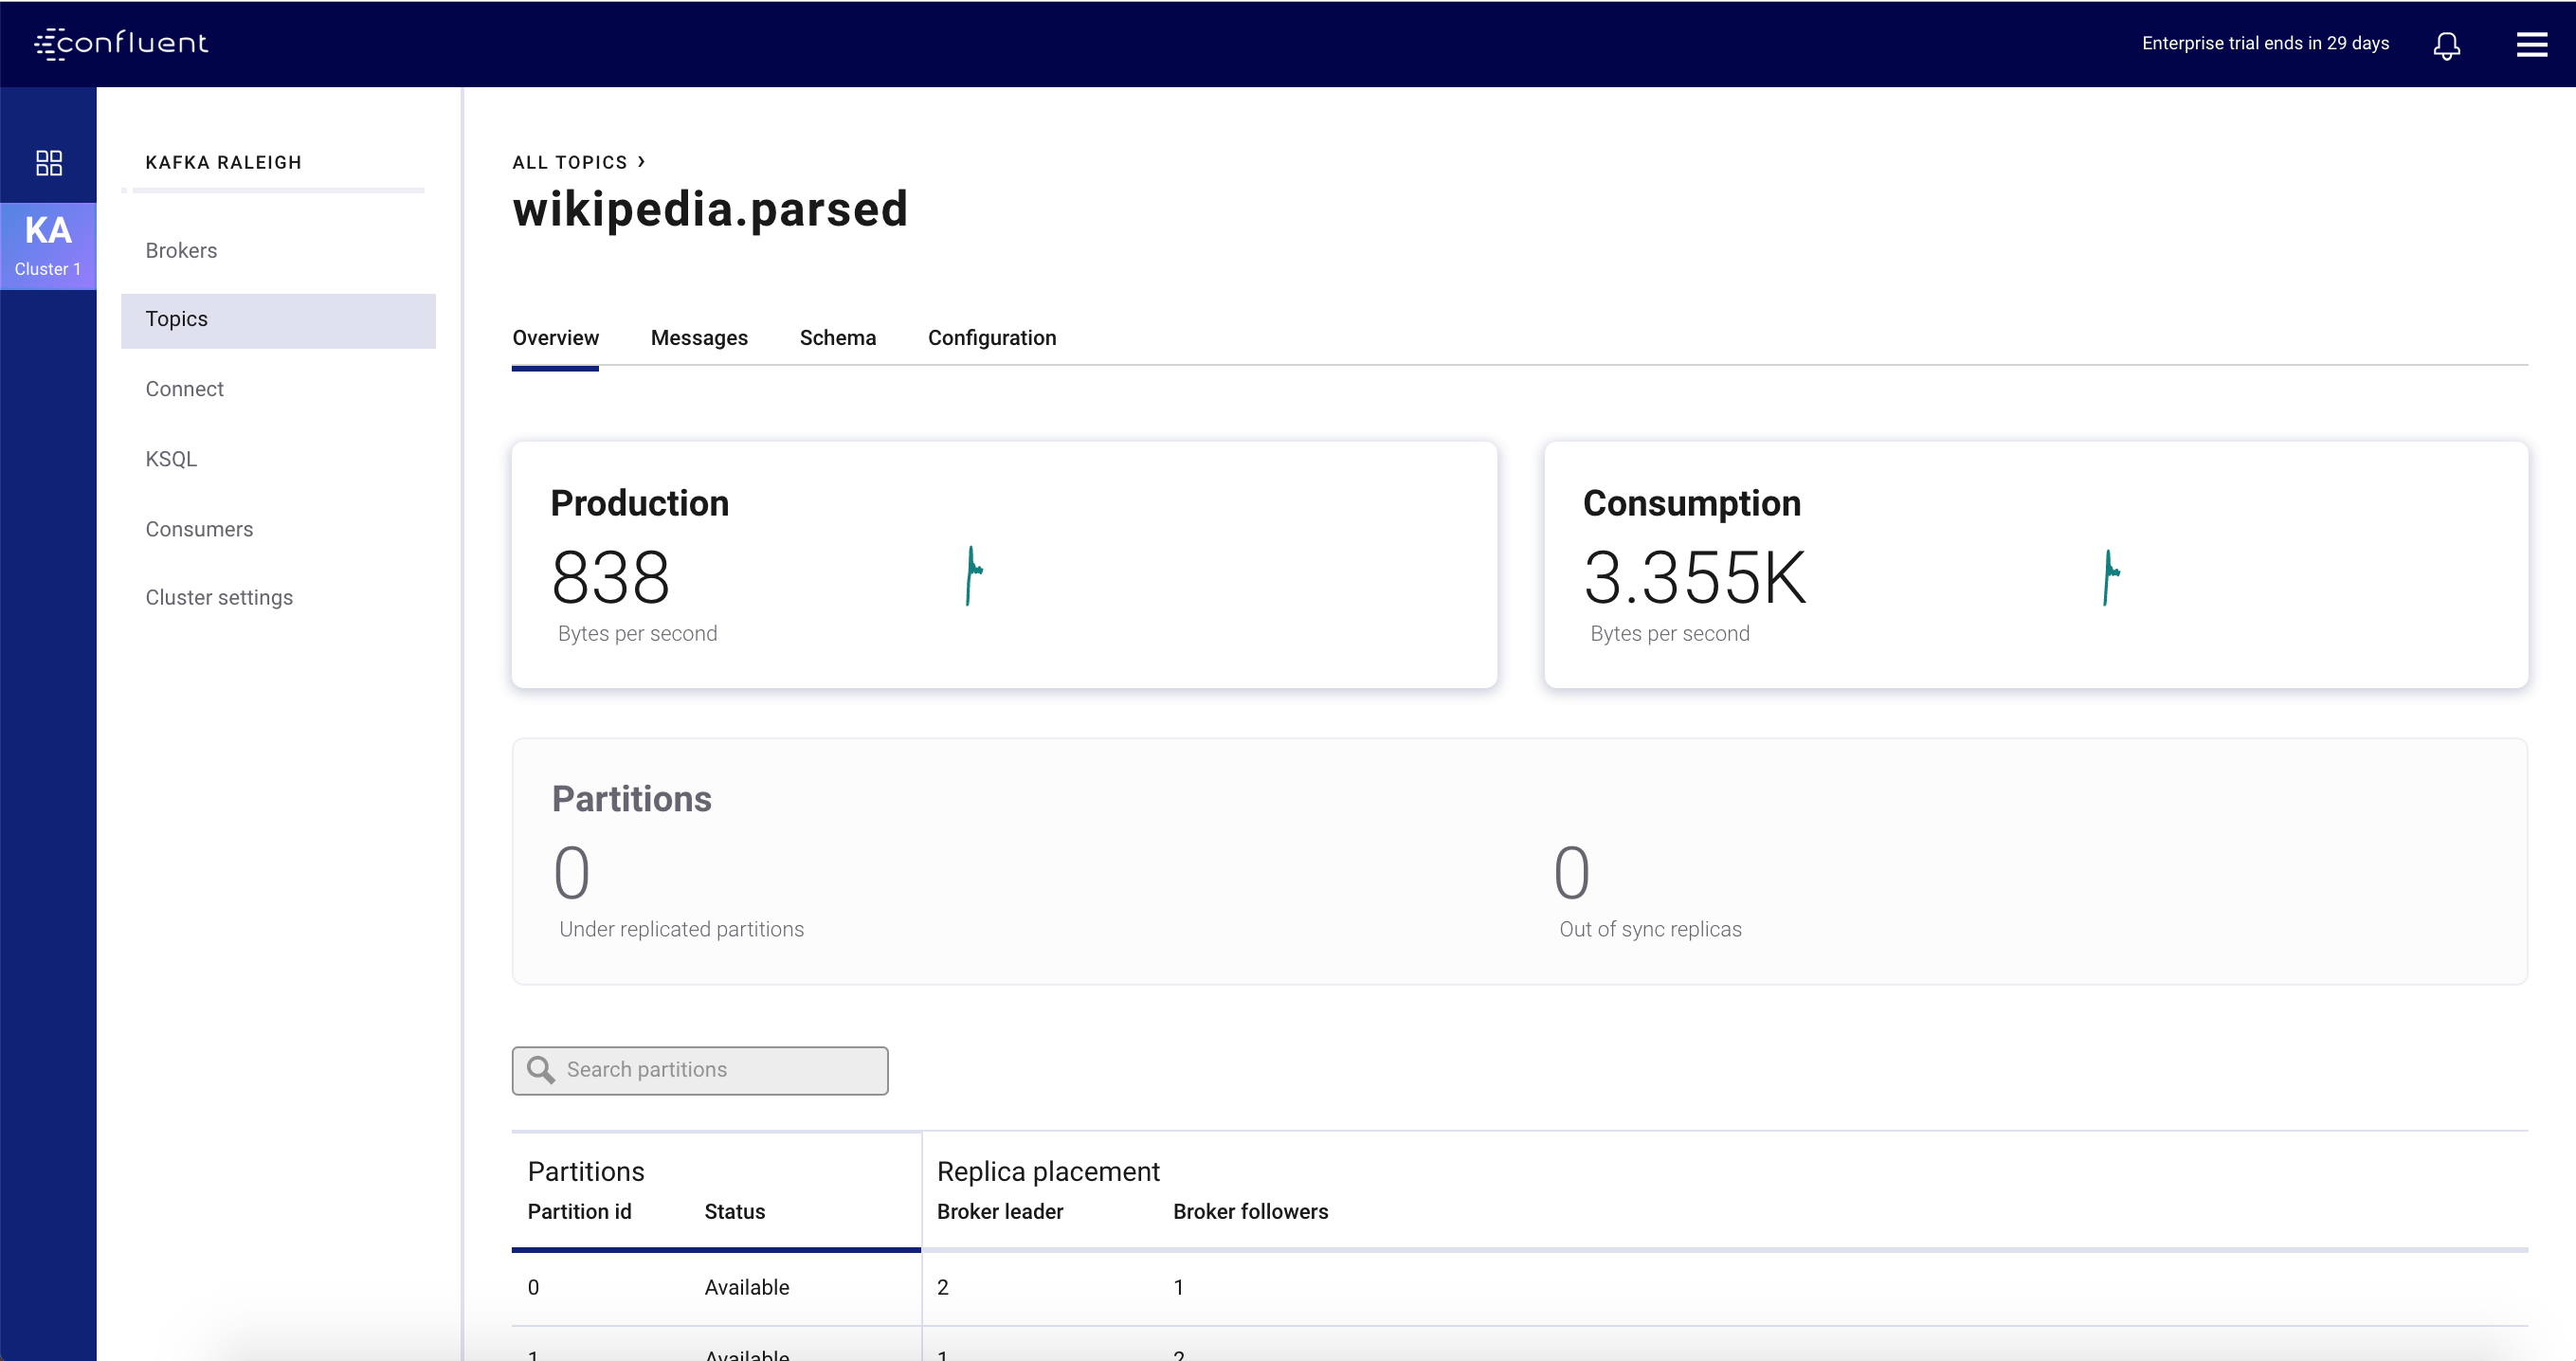 confluent
Enterprise trial ends in 29 days
KA
Cluster 1
KAFKA RALEIGH
Brokers
Topics
Connect
KSQL
Consumers
Cluster settings
ALL TOPICS ›
wikipedia.parsed
Overview Messages Schema Configuration
Production
838
Bytes per second
Consumption
3.355K
Bytes per second
Partitions
0
Under replicated partitions
0
Out of sync replicas
Search partitions
Partitions Replica placement
Partition id Status Broker leader Broker followers
0 Available 2 1
1 Available 1 2